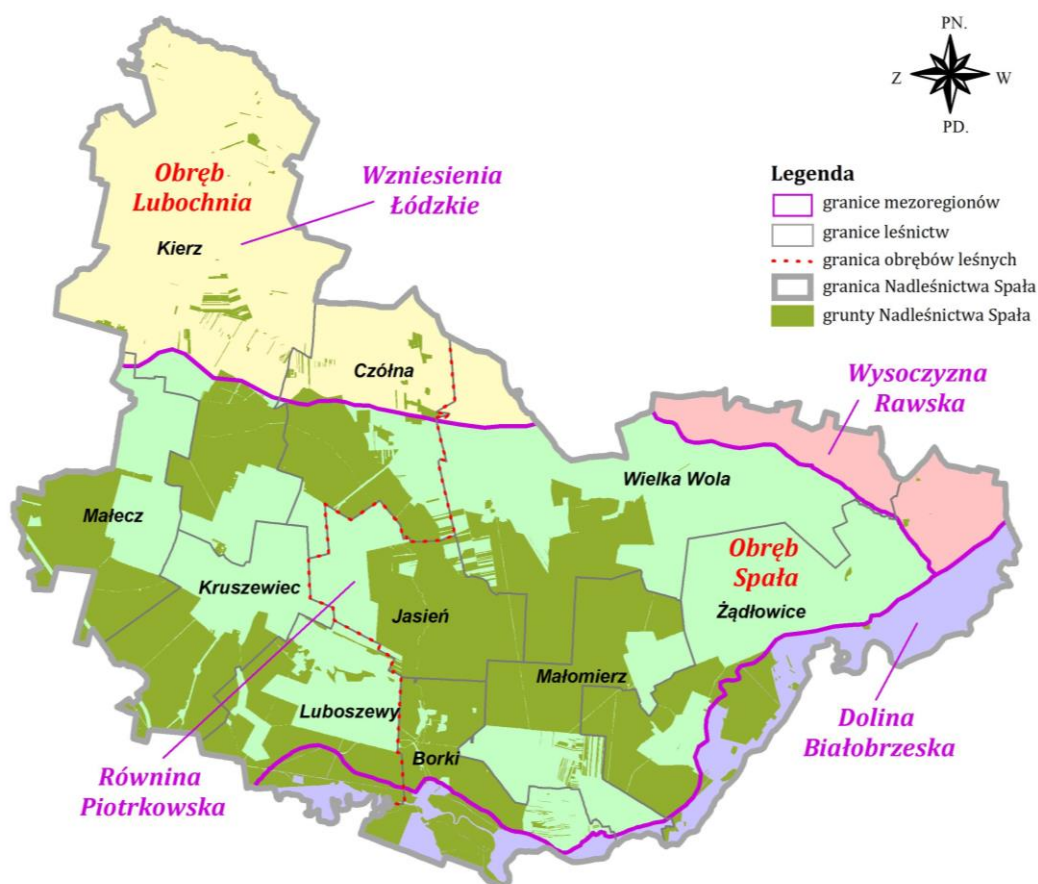 PN.
Z
W
PD.
Legenda
granice mezoregionów
granice leśnictw
granica obrębów leśnych
granica Nadleśnictwa Spała
grunty Nadleśnictwa Spała
Obręb
Lubochnia
Wzniesienia
Łódzkie
Kierz
Czółna
Wysoczyzna
Rawska
Wielka Wola
Małecz
Obręb
Spała
Kruszewiec
Jasień
Żądłowice
Małomierz
Luboszewy
Borki
Dolina
Białobrzeska
Równina
Piotrkowska